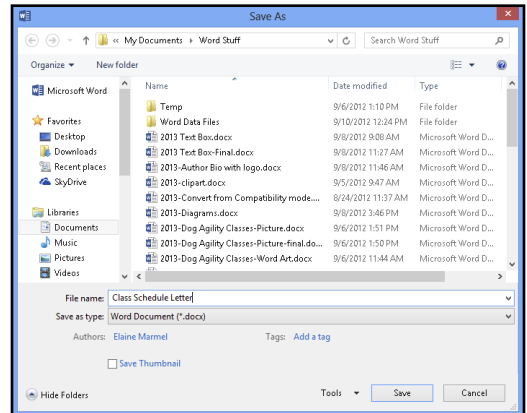 Save As
« My Documents Word Stuff Search Word Stuff
Organize New folder
Name Date modified Type
Microsoft Word
Favorites
Desktop
Downloads
Recent places
SkyDrive
Libraries
Documents
Music
Pictures
Videos
Temp 9/6/2012 1:10 PM File folder
Word Data Files 9/10/2012 12:24 PM File folder
2013 Text Box.docx 9/8/2012 9:08 AM Microsoft Word D...
2013 Text Box-Final.docx 9/8/2012 11:27 AM Microsoft Word D...
2013-Author Bio with logo.docx 9/8/2012 11:46 AM Microsoft Word D...
2013-clipart.docx 9/5/2012 9:47 AM Microsoft Word D...
2013-Convert from Compatibility mode.... 8/24/2012 11:37 AM Microsoft Word D...
2013-Diagrams.docx 9/8/2012 3:46 PM Microsoft Word D...
2013-Dog Agility Classes-Picture.docx 9/6/2012 1:51 PM Microsoft Word D...
2013-Dog Agility Classes-Picture-final.do... 9/6/2012 1:50 PM Microsoft Word D...
2013-Dog Agility Classes-Word Art.docx 9/6/2012 11:44 AM Microsoft Word D...
File name: Class Schedule Letter
Save as type: Word Document (*.docx)
Authors: Elaine Marmel Tags: Add a tag
Save Thumbnail
Hide Folders Tools Save Cancel